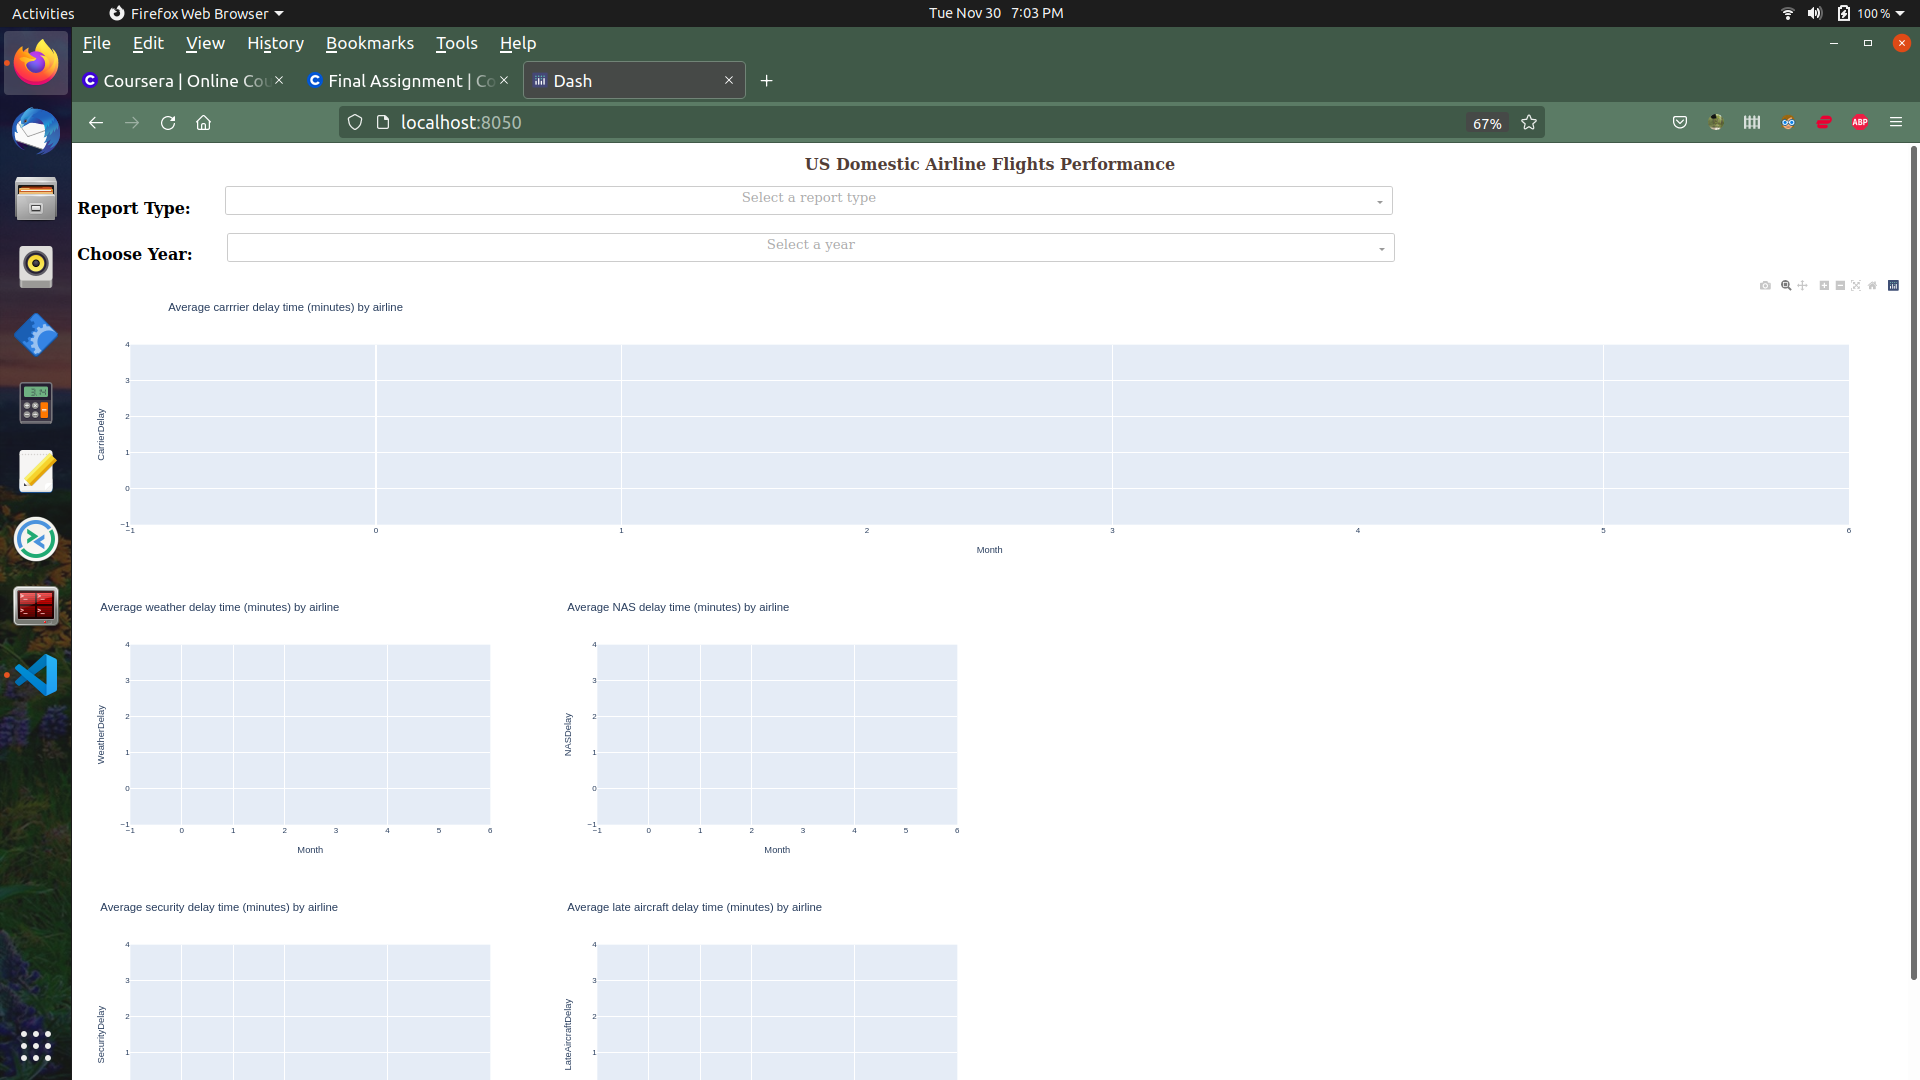 Activities Firefox Web Browser Tue Nov 30 7:03 PM 100 %
File Edit View History Bookmarks Tools Help
Coursera | Online Cou Final Assignment | Co Dash
localhost:8050 67% ABP
US Domestic Airline Flights Performance
Report Type: Select a report type
Choose Year: Select a year
Average carrrier delay time (minutes) by airline
4
3
2
1
0
−1
CarrierDelay
−1 0 1 2 3 4 5 6
Month
Average weather delay time (minutes) by airline
4
3
2
1
0
−1
WeatherDelay
−1 0 1 2 3 4 5 6
Month
Average NAS delay time (minutes) by airline
4
3
2
1
0
−1
NASDelay
−1 0 1 2 3 4 5 6
Month
Average security delay time (minutes) by airline
4
3
2
1
SecurityDelay
Average late aircraft delay time (minutes) by airline
4
3
2
1
LateAircraftDelay